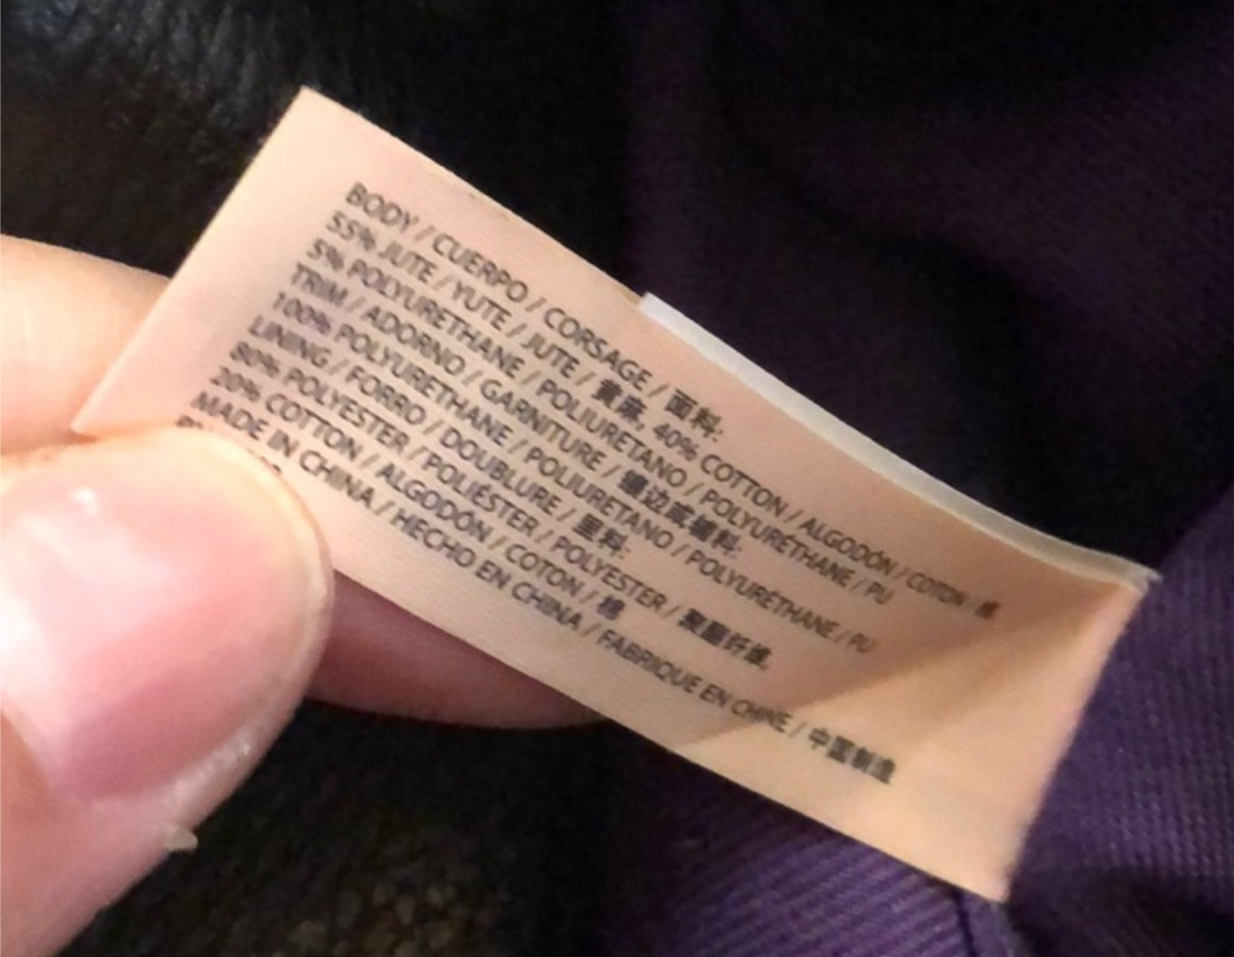 BODY / CUERPO / CORSAGE / 面料:
55% JUTE / YUTE / JUTE / 黄麻, 40% COTTON / ALGODÓN / COTON / 棉
5% POLYURETHANE / POLIURETANO / POLYURÉTHANE / PU
TRIM / ADORNO / GARNITURE / 镶边或辅料:
100% POLYURETHANE / POLIURETANO / POLYURÉTHANE / PU
LINING / FORRO / DOUBLURE / 里料:
80% POLYESTER / POLIÉSTER / POLYESTER / 聚酯纤维,
20% COTTON / ALGODÓN / COTON / 棉
MADE IN CHINA / HECHO EN CHINA / FABRIQUE EN CHINE / 中国制造